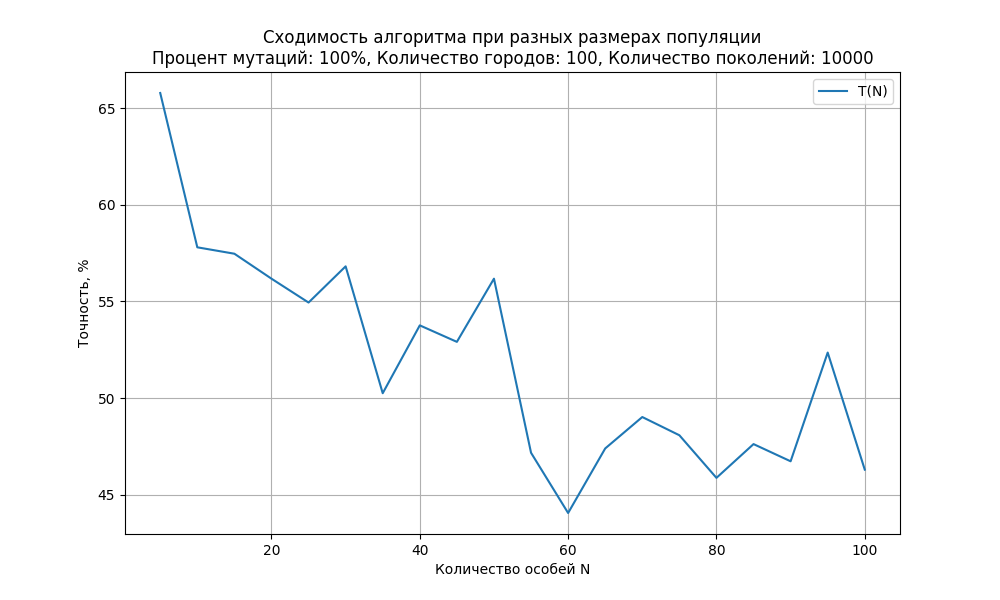 Сходимость алгоритма при разных размерах популяции
Процент мутаций: 100%, Количество городов: 100, Количество поколений: 10000
T(N)
Точность, %
65
60
55
50
45
20
40
60
80
100
Количество особей N